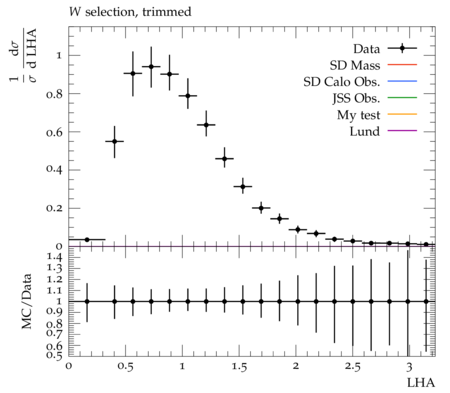 W selection, trimmed
1/σ dσ/d LHA
Data
SD Mass
SD Calo Obs.
JSS Obs.
My test
Lund
1
0.8
0.6
0.4
0.2
0
MC/Data
1.4
1.3
1.2
1.1
1
0.9
0.8
0.7
0.6
0.5
0 0.5 1 1.5 2 2.5 3
LHA